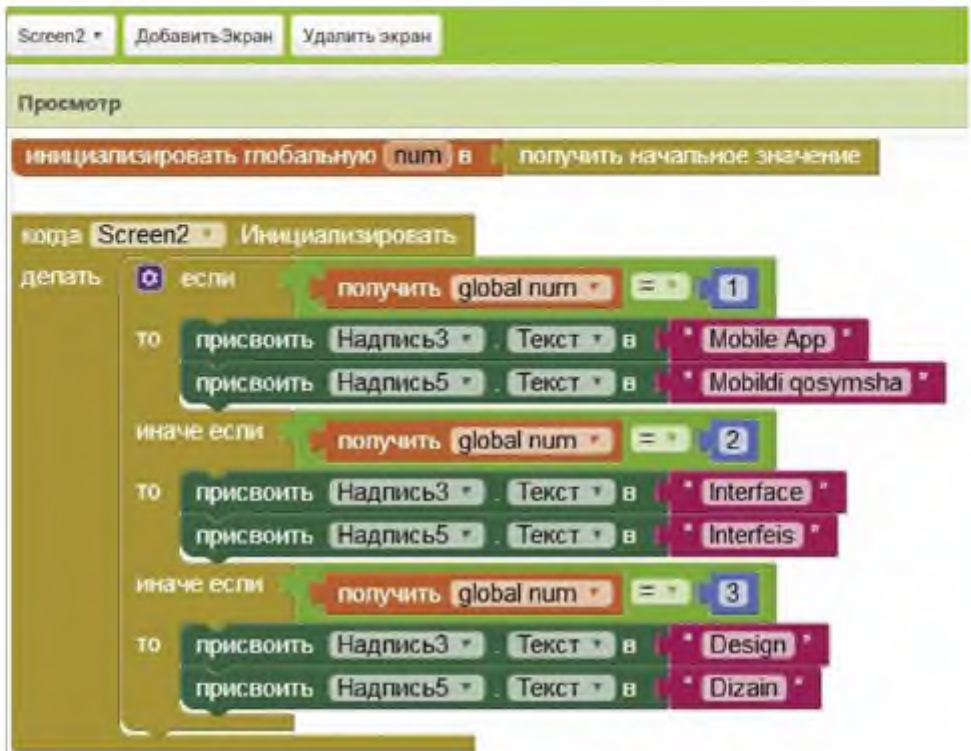 Screen2 ДобавитьЭкран Удалить экран
Просмотр
инициализировать глобальную num в получить начальное значение
когда Screen2 . Инициализировать
делать если получить global num = 1
то присвоить Надпись3 . Текст в " Mobile App "
присвоить Надпись5 . Текст в " Mobildi qosymsha "
иначе если получить global num = 2
то присвоить Надпись3 . Текст в " Interface "
присвоить Надпись5 . Текст в " Interfeis "
иначе если получить global num = 3
то присвоить Надпись3 . Текст в " Design "
присвоить Надпись5 . Текст в " Dizain "